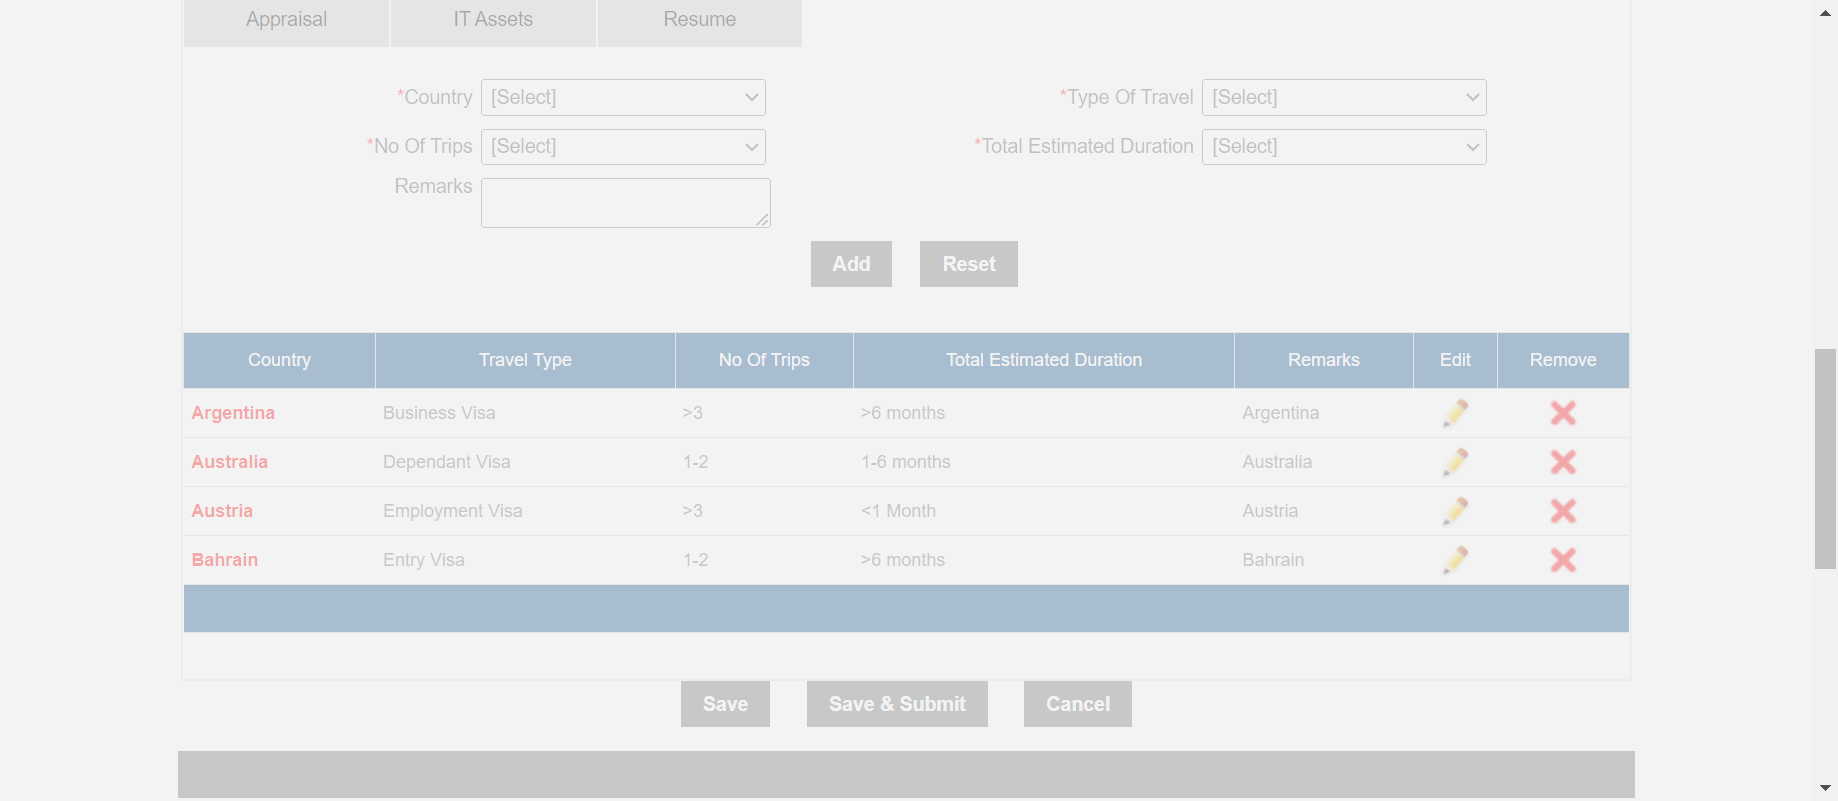 Appraisal IT Assets Resume
*Country [Select] *Type Of Travel [Select]
*No Of Trips [Select] *Total Estimated Duration [Select]
Remarks
Add Reset
Country Travel Type No Of Trips Total Estimated Duration Remarks Edit Remove
Argentina Business Visa >3 >6 months Argentina
Australia Dependant Visa 1-2 1-6 months Australia
Austria Employment Visa >3 <1 Month Austria
Bahrain Entry Visa 1-2 >6 months Bahrain
Save Save & Submit Cancel